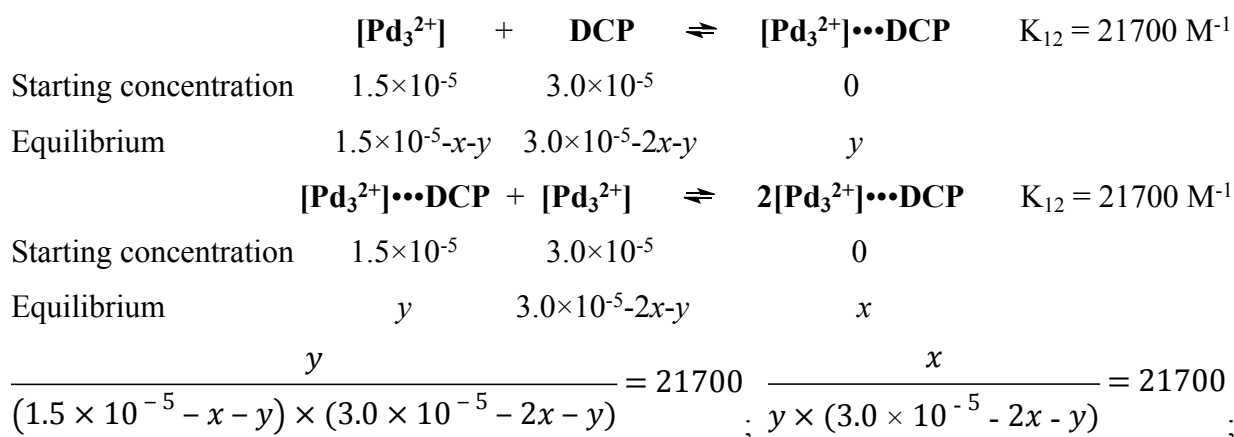 [Pd₃²⁺] + DCP ⇌ [Pd₃²⁺]•••DCP K₁₂ = 21700 M⁻¹
Starting concentration 1.5×10⁻⁵ 3.0×10⁻⁵ 0
Equilibrium 1.5×10⁻⁵-x-y 3.0×10⁻⁵-2x-y y
[Pd₃²⁺]•••DCP + [Pd₃²⁺] ⇌ 2[Pd₃²⁺]•••DCP K₁₂ = 21700 M⁻¹
Starting concentration 1.5×10⁻⁵ 3.0×10⁻⁵ 0
Equilibrium y 3.0×10⁻⁵-2x-y x
y / ((1.5 × 10⁻⁵ − x − y) × (3.0 × 10⁻⁵ − 2x − y)) = 21700 ; x / (y × (3.0 × 10⁻⁵ - 2x - y)) = 21700 ;